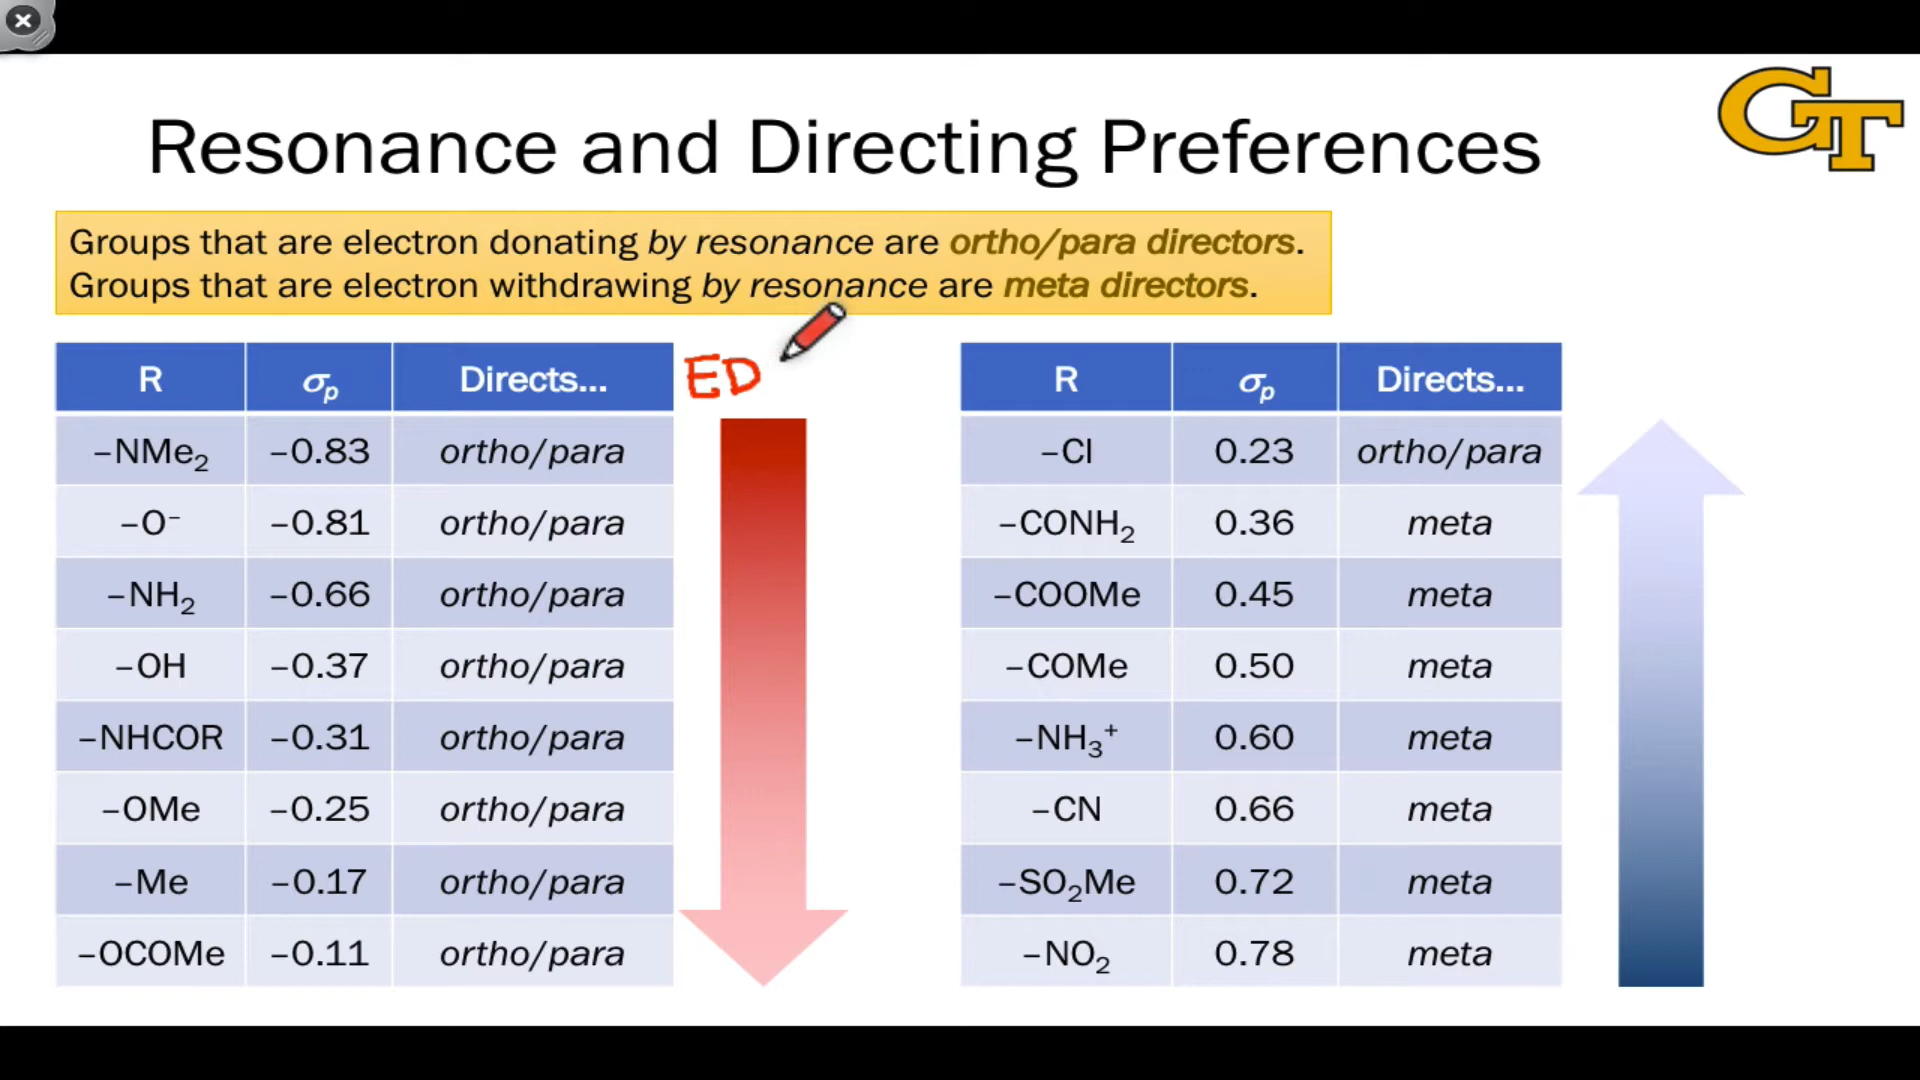 GT
Resonance and Directing Preferences
Groups that are electron donating by resonance are ortho/para directors.
Groups that are electron withdrawing by resonance are meta directors.
R σp Directs...
–NMe2 –0.83 ortho/para
–O– –0.81 ortho/para
–NH2 –0.66 ortho/para
–OH –0.37 ortho/para
–NHCOR –0.31 ortho/para
–OMe –0.25 ortho/para
–Me –0.17 ortho/para
–OCOMe –0.11 ortho/para
ED
R σp Directs...
–Cl 0.23 ortho/para
–CONH2 0.36 meta
–COOMe 0.45 meta
–COMe 0.50 meta
–NH3+ 0.60 meta
–CN 0.66 meta
–SO2Me 0.72 meta
–NO2 0.78 meta